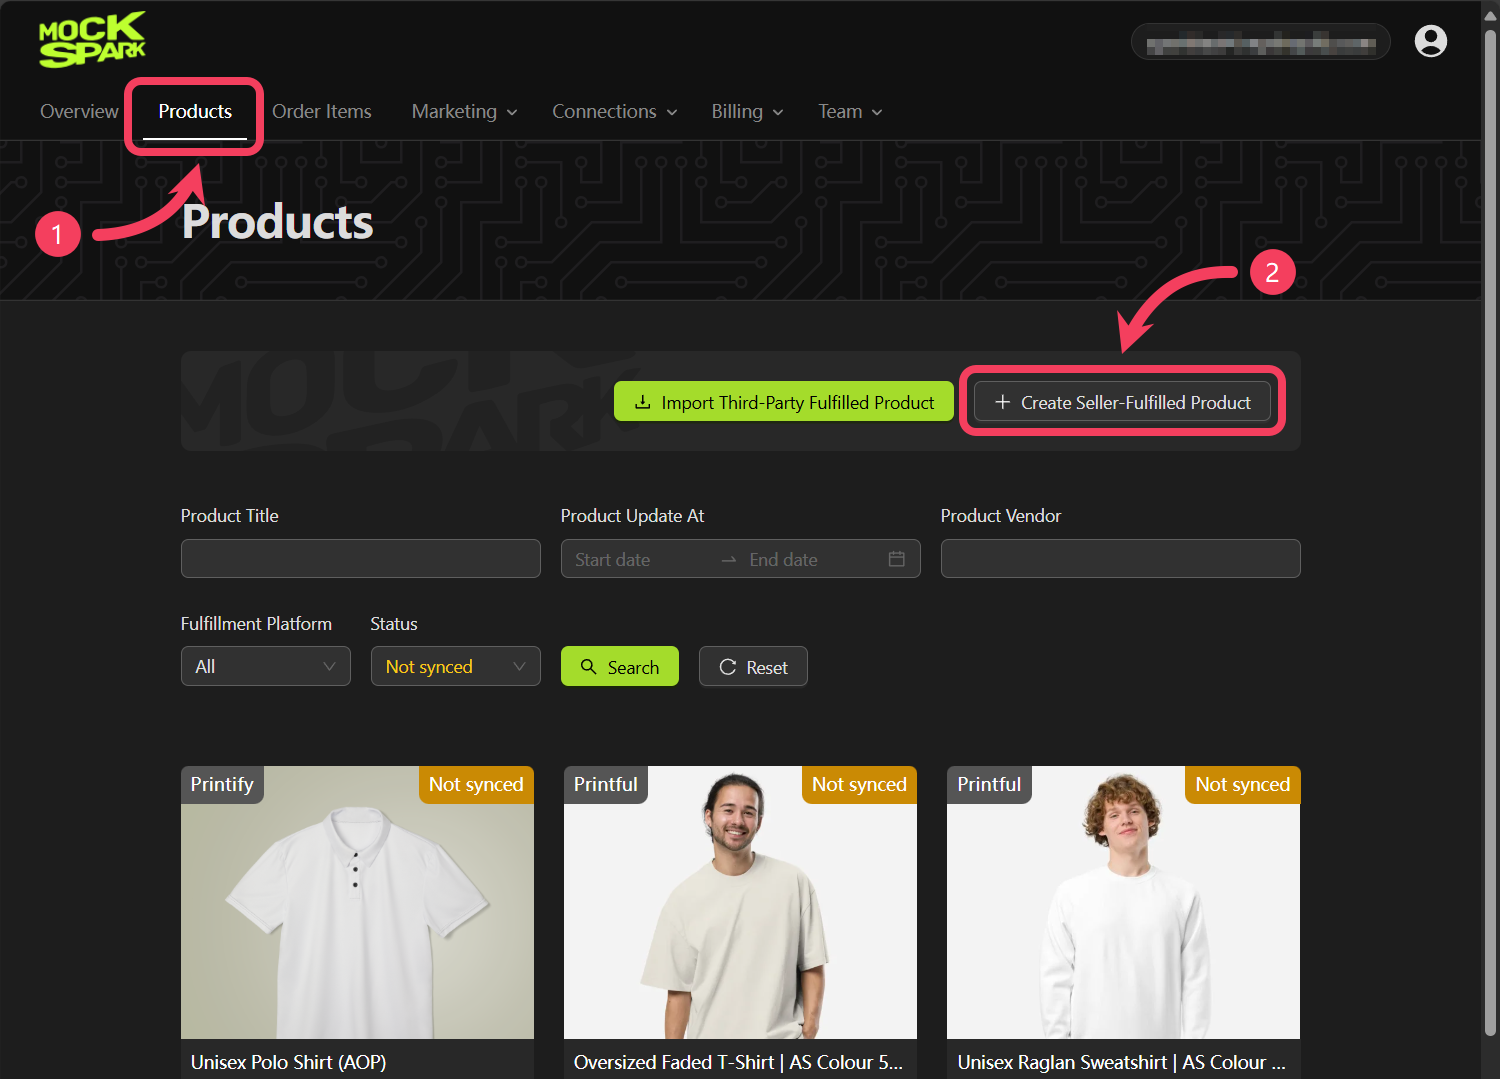 MOCK
SPARK
Overview Products Order Items Marketing Connections Billing Team
1
Products
2
MOCK
SPARK
Import Third-Party Fulfilled Product
+ Create Seller-Fulfilled Product
Product Title
Product Update At
Product Vendor
Start date → End date
Fulfillment Platform
Status
All
Not synced
Search
Reset
Printify
Not synced
Printful
Not synced
Printful
Not synced
Unisex Polo Shirt (AOP)
Oversized Faded T-Shirt | AS Colour 5...
Unisex Raglan Sweatshirt | AS Colour ...